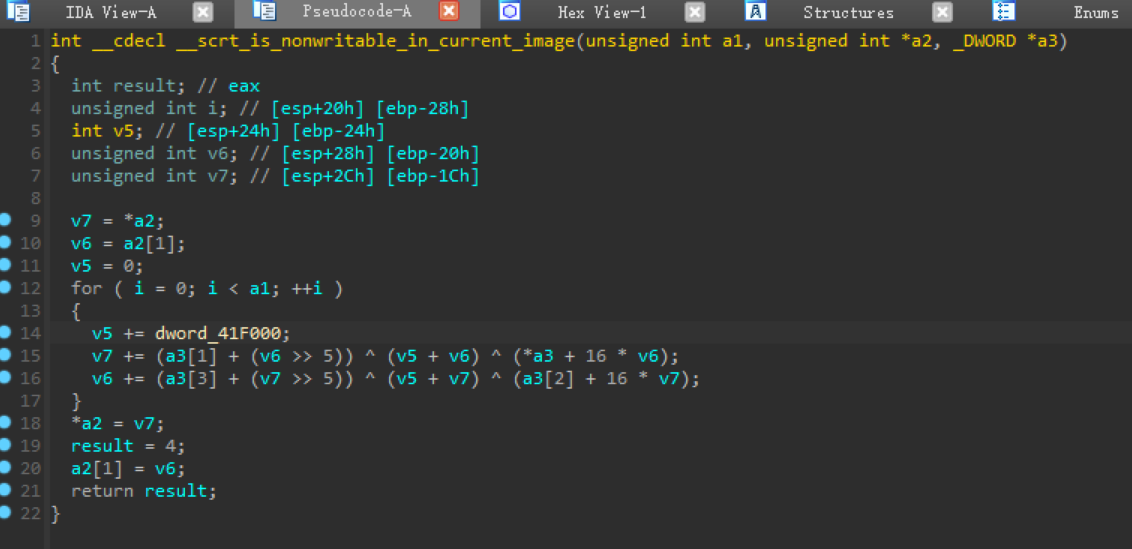 IDA View-A Pseudocode-A Hex View-1 Structures Enums
1 int __cdecl __scrt_is_nonwritable_in_current_image(unsigned int a1, unsigned int *a2, _DWORD *a3)
2 {
3 int result; // eax
4 unsigned int i; // [esp+20h] [ebp-28h]
5 int v5; // [esp+24h] [ebp-24h]
6 unsigned int v6; // [esp+28h] [ebp-20h]
7 unsigned int v7; // [esp+2Ch] [ebp-1Ch]
8
9 v7 = *a2;
10 v6 = a2[1];
11 v5 = 0;
12 for ( i = 0; i < a1; ++i )
13 {
14 v5 += dword_41F000;
15 v7 += (a3[1] + (v6 >> 5)) ^ (v5 + v6) ^ (*a3 + 16 * v6);
16 v6 += (a3[3] + (v7 >> 5)) ^ (v5 + v7) ^ (a3[2] + 16 * v7);
17 }
18 *a2 = v7;
19 result = 4;
20 a2[1] = v6;
21 return result;
22 }